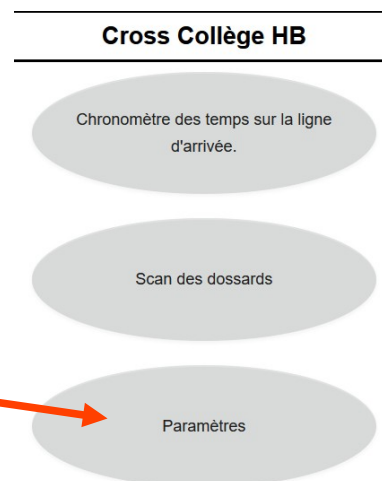 Cross Collège HB
Chronomètre des temps sur la ligne
d'arrivée.
Scan des dossards
Paramètres